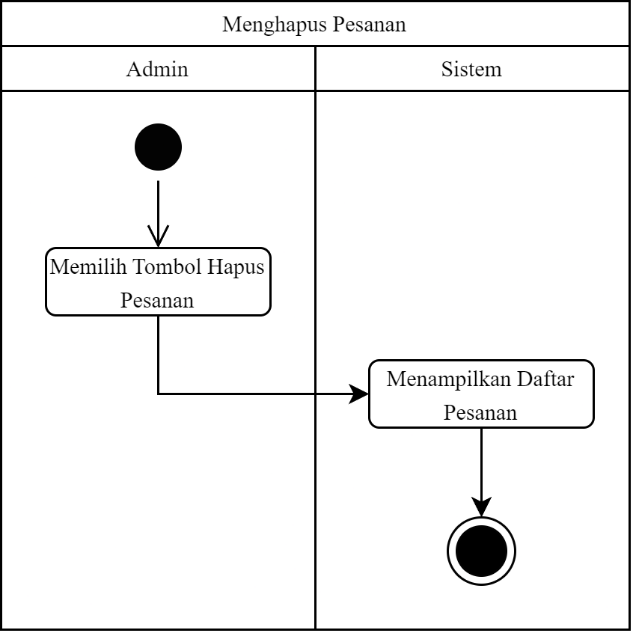 Menghapus Pesanan
Admin
Sistem
Memilih Tombol Hapus
Pesanan
Menampilkan Daftar
Pesanan